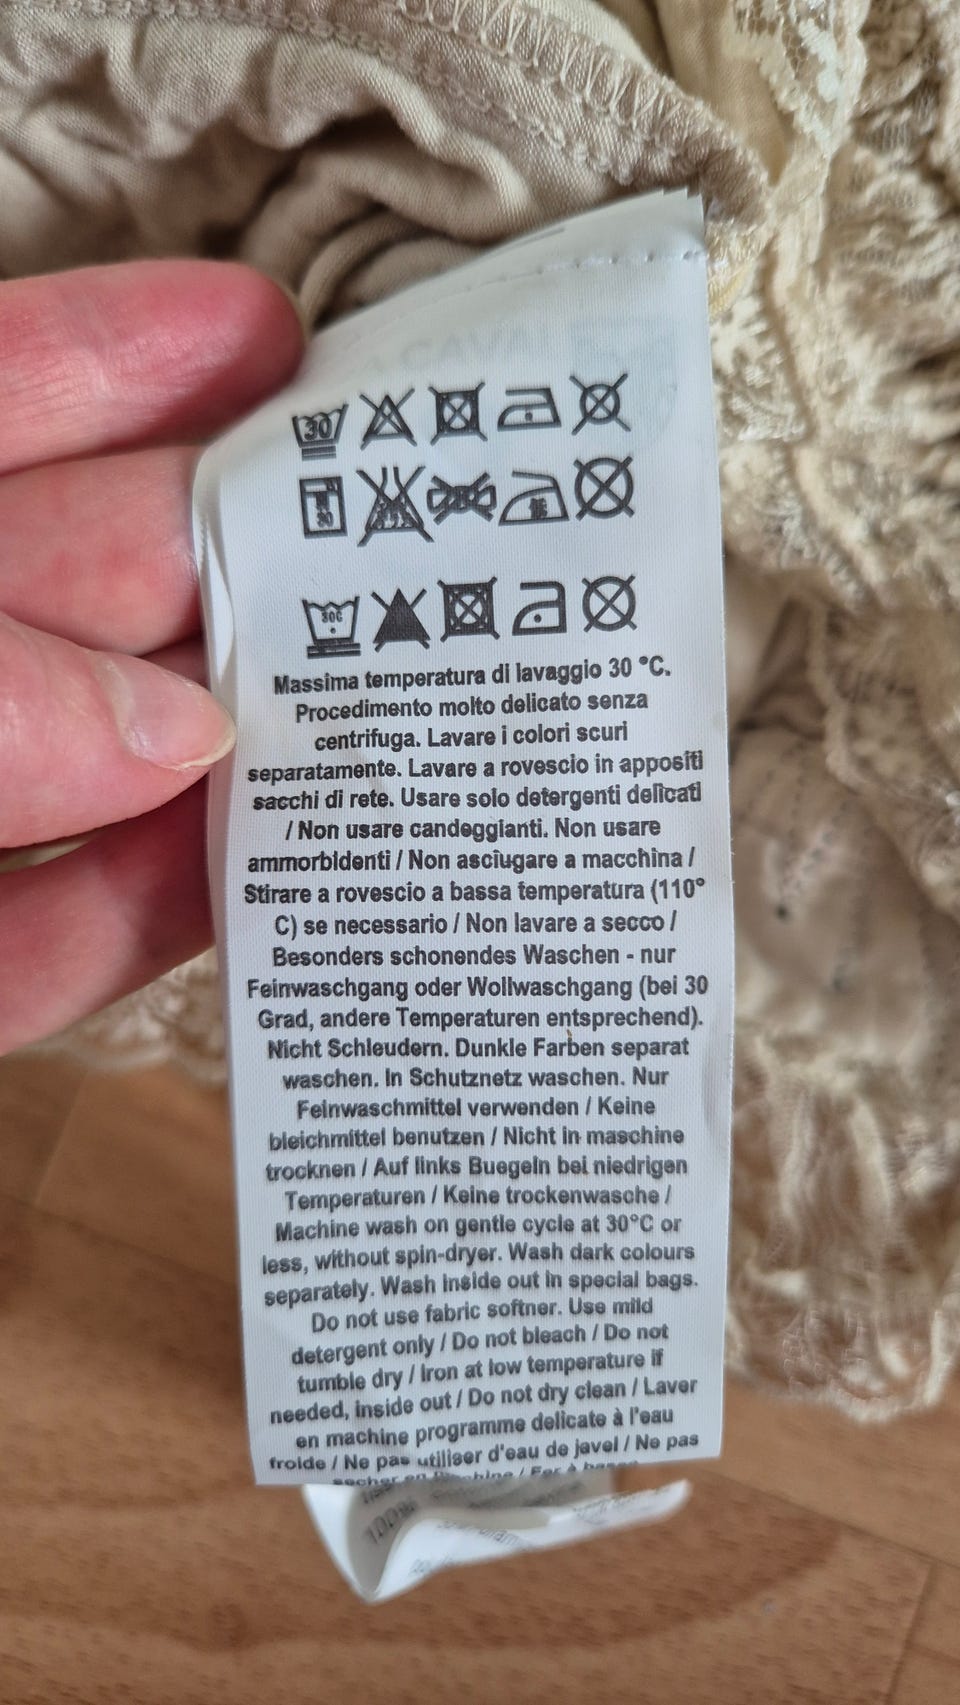 30
30
30C
Massima temperatura di lavaggio 30 °C.
Procedimento molto delicato senza
centrifuga. Lavare i colori scuri
separatamente. Lavare a rovescio in appositi
sacchi di rete. Usare solo detergenti delicati
/ Non usare candeggianti. Non usare
ammorbidenti / Non asciugare a macchina /
Stirare a rovescio a bassa temperatura (110°
C) se necessario / Non lavare a secco /
Besonders schonendes Waschen - nur
Feinwaschgang oder Wollwaschgang (bei 30
Grad, andere Temperaturen entsprechend).
Nicht Schleudern. Dunkle Farben separat
waschen. In Schutznetz waschen. Nur
Feinwaschmittel verwenden / Keine
bleichmittel benutzen / Nicht in maschine
trocknen / Auf links Buegeln bei niedrigen
Temperaturen / Keine trockenwasche /
Machine wash on gentle cycle at 30°C or
less, without spin-dryer. Wash dark colours
separately. Wash inside out in special bags.
Do not use fabric softner. Use mild
detergent only / Do not bleach / Do not
tumble dry / Iron at low temperature if
needed, inside out / Do not dry clean / Laver
en machine programme delicate à l'eau
froide / Ne pas utiliser d'eau de javel / Ne pas